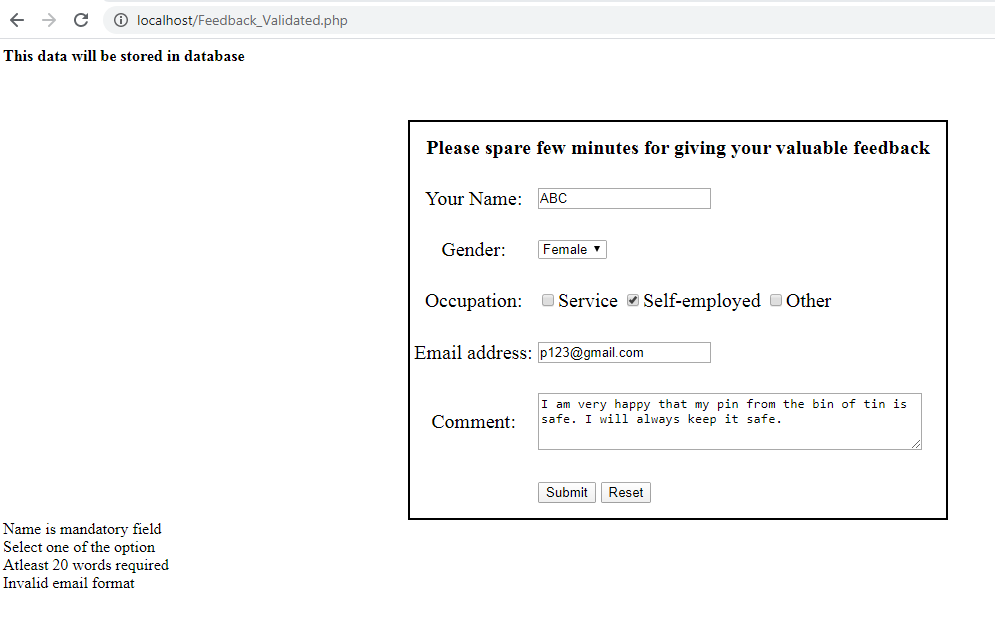 localhost/Feedback_Validated.php
This data will be stored in database
Please spare few minutes for giving your valuable feedback
Your Name: ABC
Gender: Female
Occupation: Service Self-employed Other
Email address: p123@gmail.com
Comment: I am very happy that my pin from the bin of tin is
safe. I will always keep it safe.
Submit Reset
Name is mandatory field
Select one of the option
Atleast 20 words required
Invalid email format